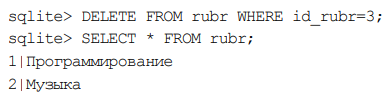 sqlite> DELETE FROM rubr WHERE id_rubr=3;
sqlite> SELECT * FROM rubr;
1|Программирование
2|Музыка